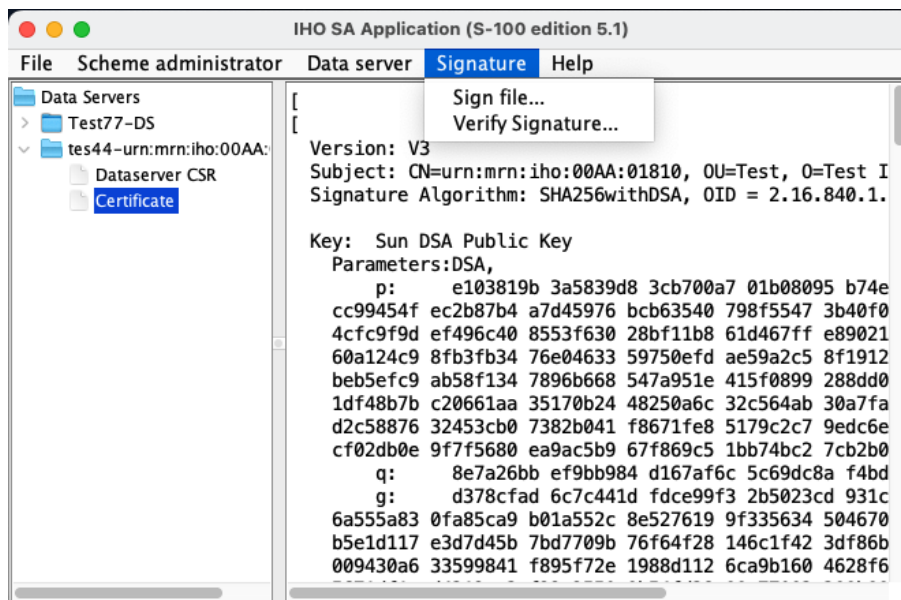 IHO SA Application (S-100 edition 5.1)
File Scheme administrator Data server Signature Help
Sign file...
Verify Signature...
Data Servers
Test77-DS
tes44-urn:mrn:iho:00AA:
Dataserver CSR
Certificate
[
[
Version: V3
Subject: CN=urn:mrn:iho:00AA:01810, OU=Test, O=Test I
Signature Algorithm: SHA256withDSA, OID = 2.16.840.1.
Key: Sun DSA Public Key
Parameters:DSA,
p: e103819b 3a5839d8 3cb700a7 01b08095 b74e
cc99454f ec2b87b4 a7d45976 bcb63540 798f5547 3b40f0
4cfc9f9d ef496c40 8553f630 28bf11b8 61d467ff e89021
60a124c9 8fb3fb34 76e04633 59750efd ae59a2c5 8f1912
beb5efc9 ab58f134 7896b668 547a951e 415f0899 288dd0
1df48b7b c20661aa 35170b24 48250a6c 32c564ab 30a7fa
d2c58876 32453cb0 7382b041 f8671fe8 5179c2c7 9edc6e
cf02db0e 9f7f5680 ea9ac5b9 67f869c5 1bb74bc2 7cb2b0
q: 8e7a26bb ef9bb984 d167af6c 5c69dc8a f4bd
g: d378cfad 6c7c441d fdce99f3 2b5023cd 931c
6a555a83 0fa85ca9 b01a552c 8e527619 9f335634 504670
b5e1d117 e3d7d45b 7bd7709b 76f64f28 146c1f42 3df86b
009430a6 33599841 f895f72e 1988d112 6ca9b160 4628f6